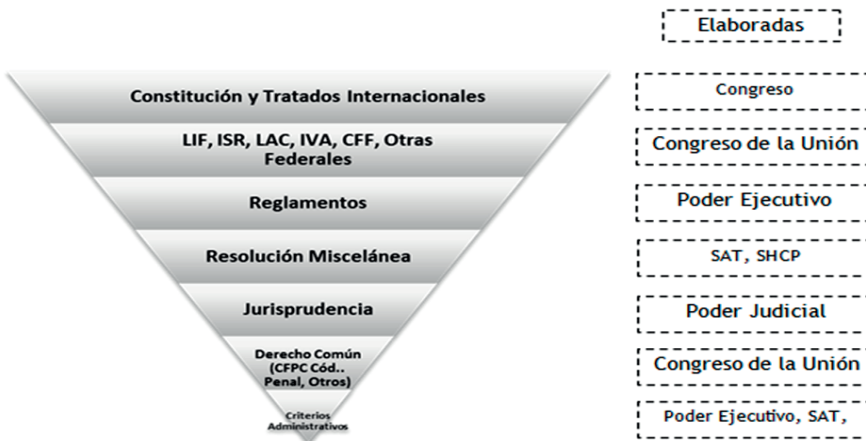 Elaboradas
Constitución y Tratados Internacionales
Congreso
LIF, ISR, LAC, IVA, CFF, Otras
Federales
Congreso de la Unión
Reglamentos
Poder Ejecutivo
Resolución Miscelánea
SAT, SHCP
Jurisprudencia
Poder Judicial
Derecho Común
(CFPC Cód..
Penal, Otros)
Congreso de la Unión
Criterios
Administrativos
Poder Ejecutivo, SAT,